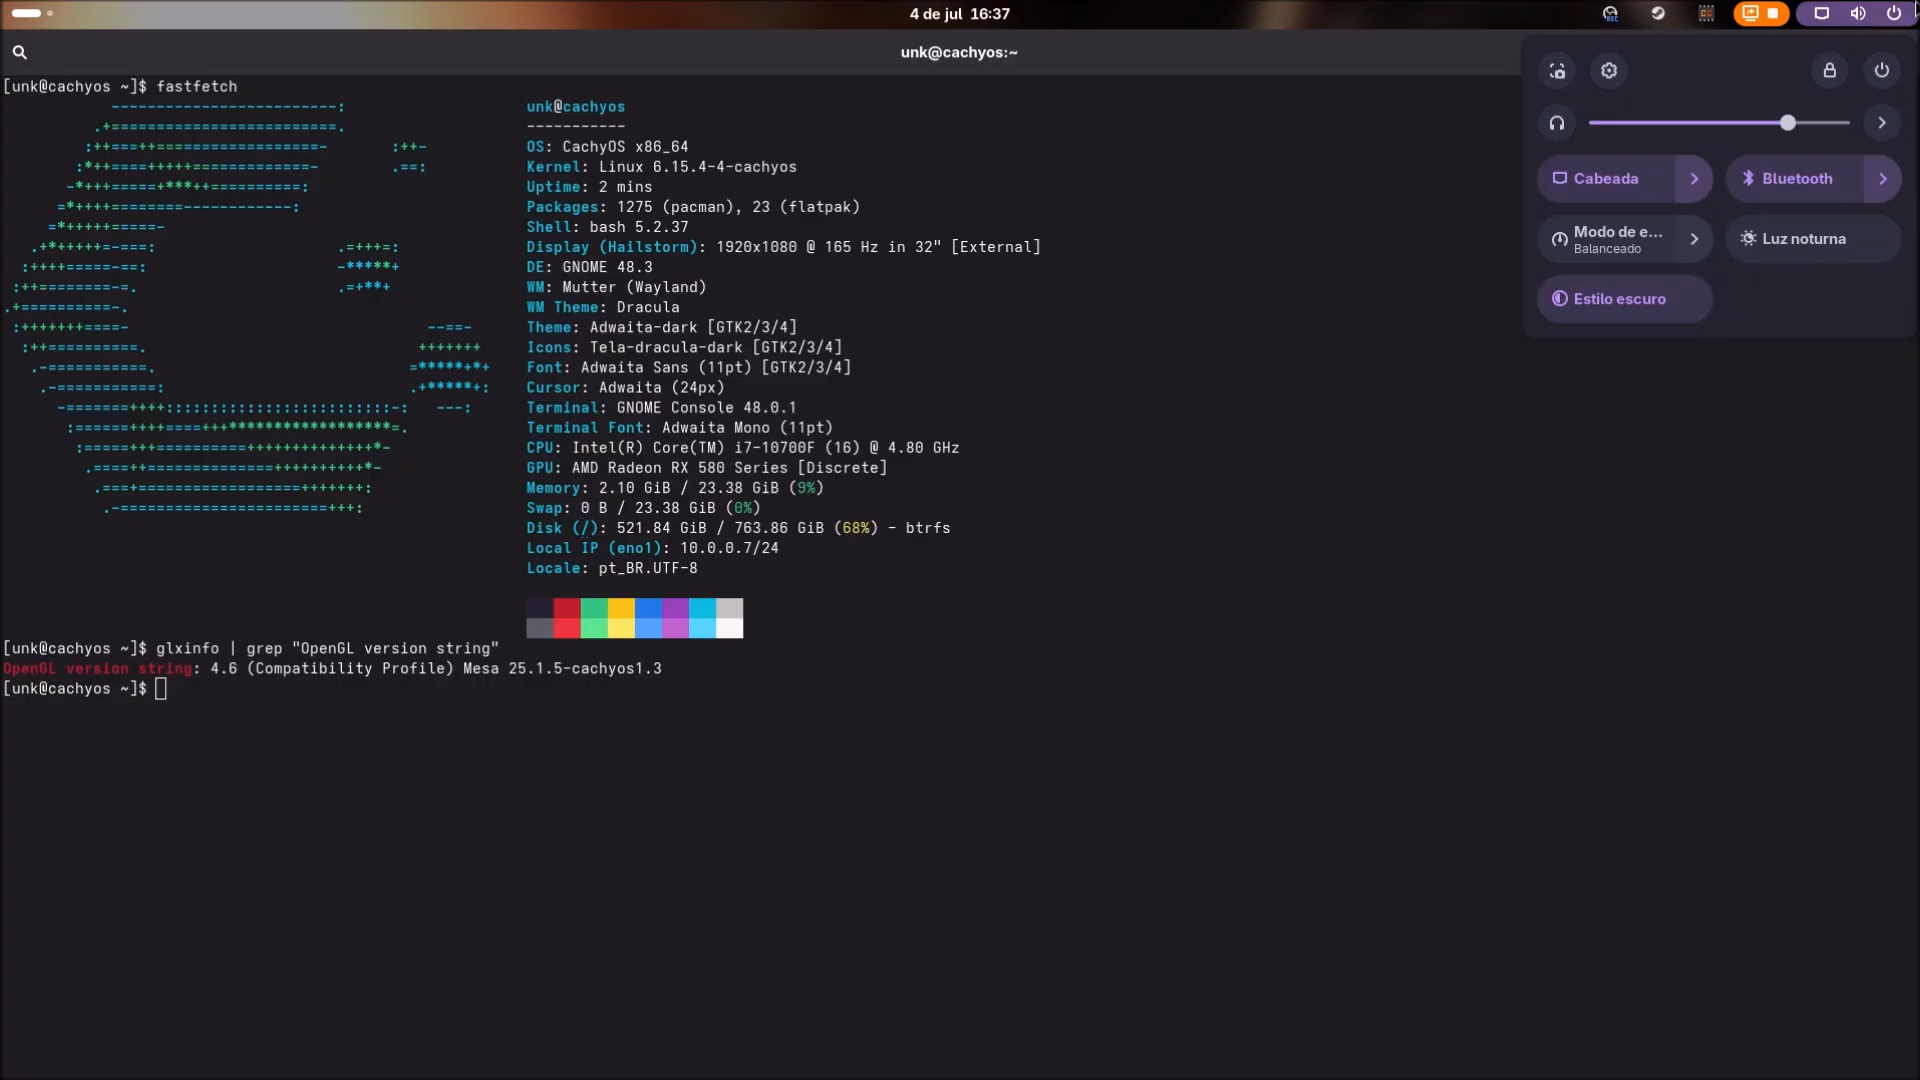 4 de jul 16:37
REC
unk@cachyos:~
[unk@cachyos ~]$ fastfetch
unk@cachyos
-----------
OS: CachyOS x86_64
Kernel: Linux 6.15.4-4-cachyos
Uptime: 2 mins
Packages: 1275 (pacman), 23 (flatpak)
Shell: bash 5.2.37
Display (Hailstorm): 1920x1080 @ 165 Hz in 32" [External]
DE: GNOME 48.3
WM: Mutter (Wayland)
WM Theme: Dracula
Theme: Adwaita-dark [GTK2/3/4]
Icons: Tela-dracula-dark [GTK2/3/4]
Font: Adwaita Sans (11pt) [GTK2/3/4]
Cursor: Adwaita (24px)
Terminal: GNOME Console 48.0.1
Terminal Font: Adwaita Mono (11pt)
CPU: Intel(R) Core(TM) i7-10700F (16) @ 4.80 GHz
GPU: AMD Radeon RX 580 Series [Discrete]
Memory: 2.10 GiB / 23.38 GiB (9%)
Swap: 0 B / 23.38 GiB (0%)
Disk (/): 521.84 GiB / 763.86 GiB (68%) - btrfs
Local IP (eno1): 10.0.0.7/24
Locale: pt_BR.UTF-8
[unk@cachyos ~]$ glxinfo | grep "OpenGL version string"
OpenGL version string: 4.6 (Compatibility Profile) Mesa 25.1.5-cachyos1.3
[unk@cachyos ~]$
Cabeada
Bluetooth
Modo de e...
Balanceado
Luz noturna
Estilo escuro